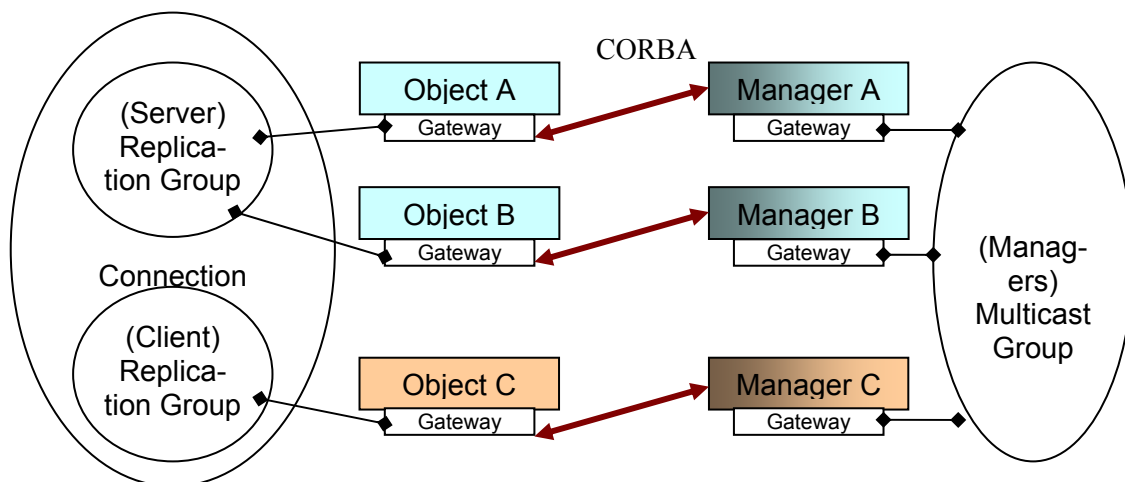 CORBA
(Server)
Replica-
tion Group
Connection
(Client)
Replica-
tion Group
Object A
Gateway
Object B
Gateway
Object C
Gateway
Manager A
Gateway
Manager B
Gateway
Manager C
Gateway
(Manag-
ers)
Multicast
Group